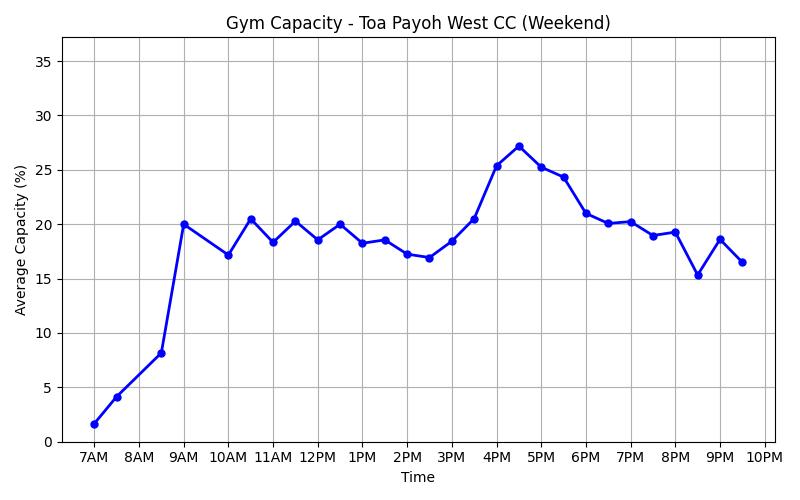 Gym Capacity - Toa Payoh West CC (Weekend)
Average Capacity (%)
35
30
25
20
15
10
5
0
7AM 8AM 9AM 10AM 11AM 12PM 1PM 2PM 3PM 4PM 5PM 6PM 7PM 8PM 9PM 10PM
Time